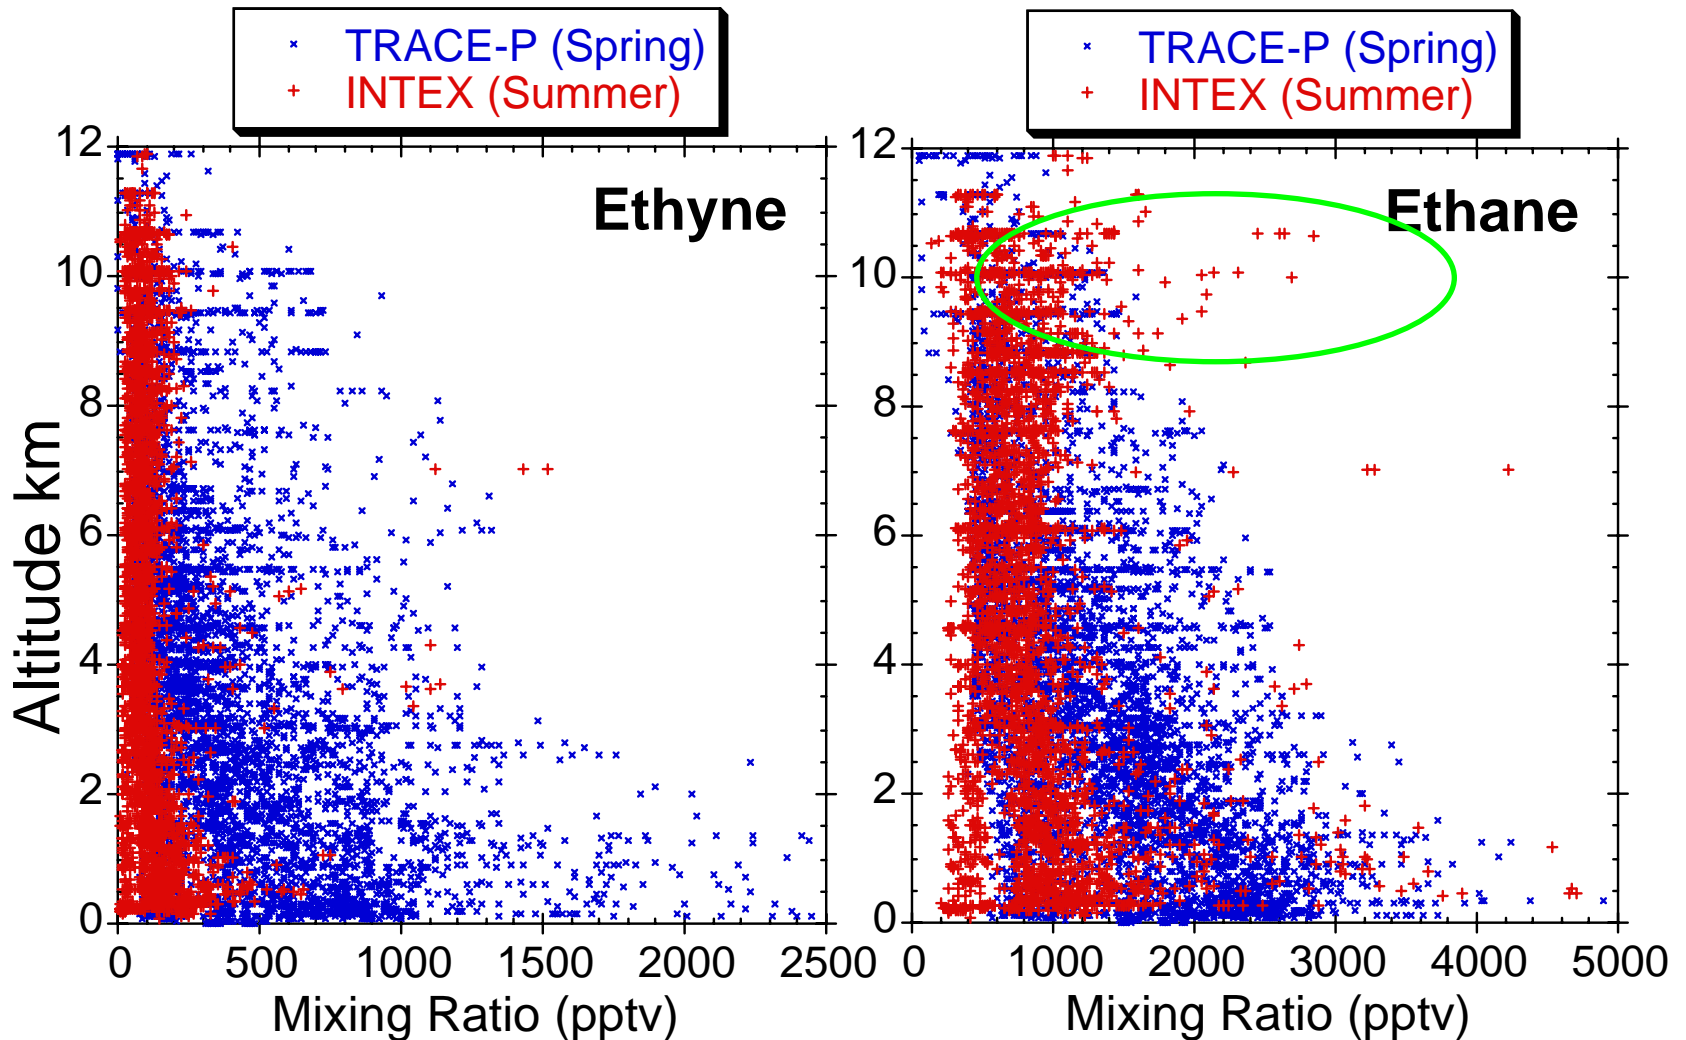 TRACE-P (Spring)
INTEX (Summer)
TRACE-P (Spring)
INTEX (Summer)
Ethyne
Ethane
Altitude km
12
10
8
6
4
2
0
12
10
8
6
4
2
0
0 500 1000 1500 2000 2500
0 1000 2000 3000 4000 5000
Mixing Ratio (pptv)
Mixing Ratio (pptv)